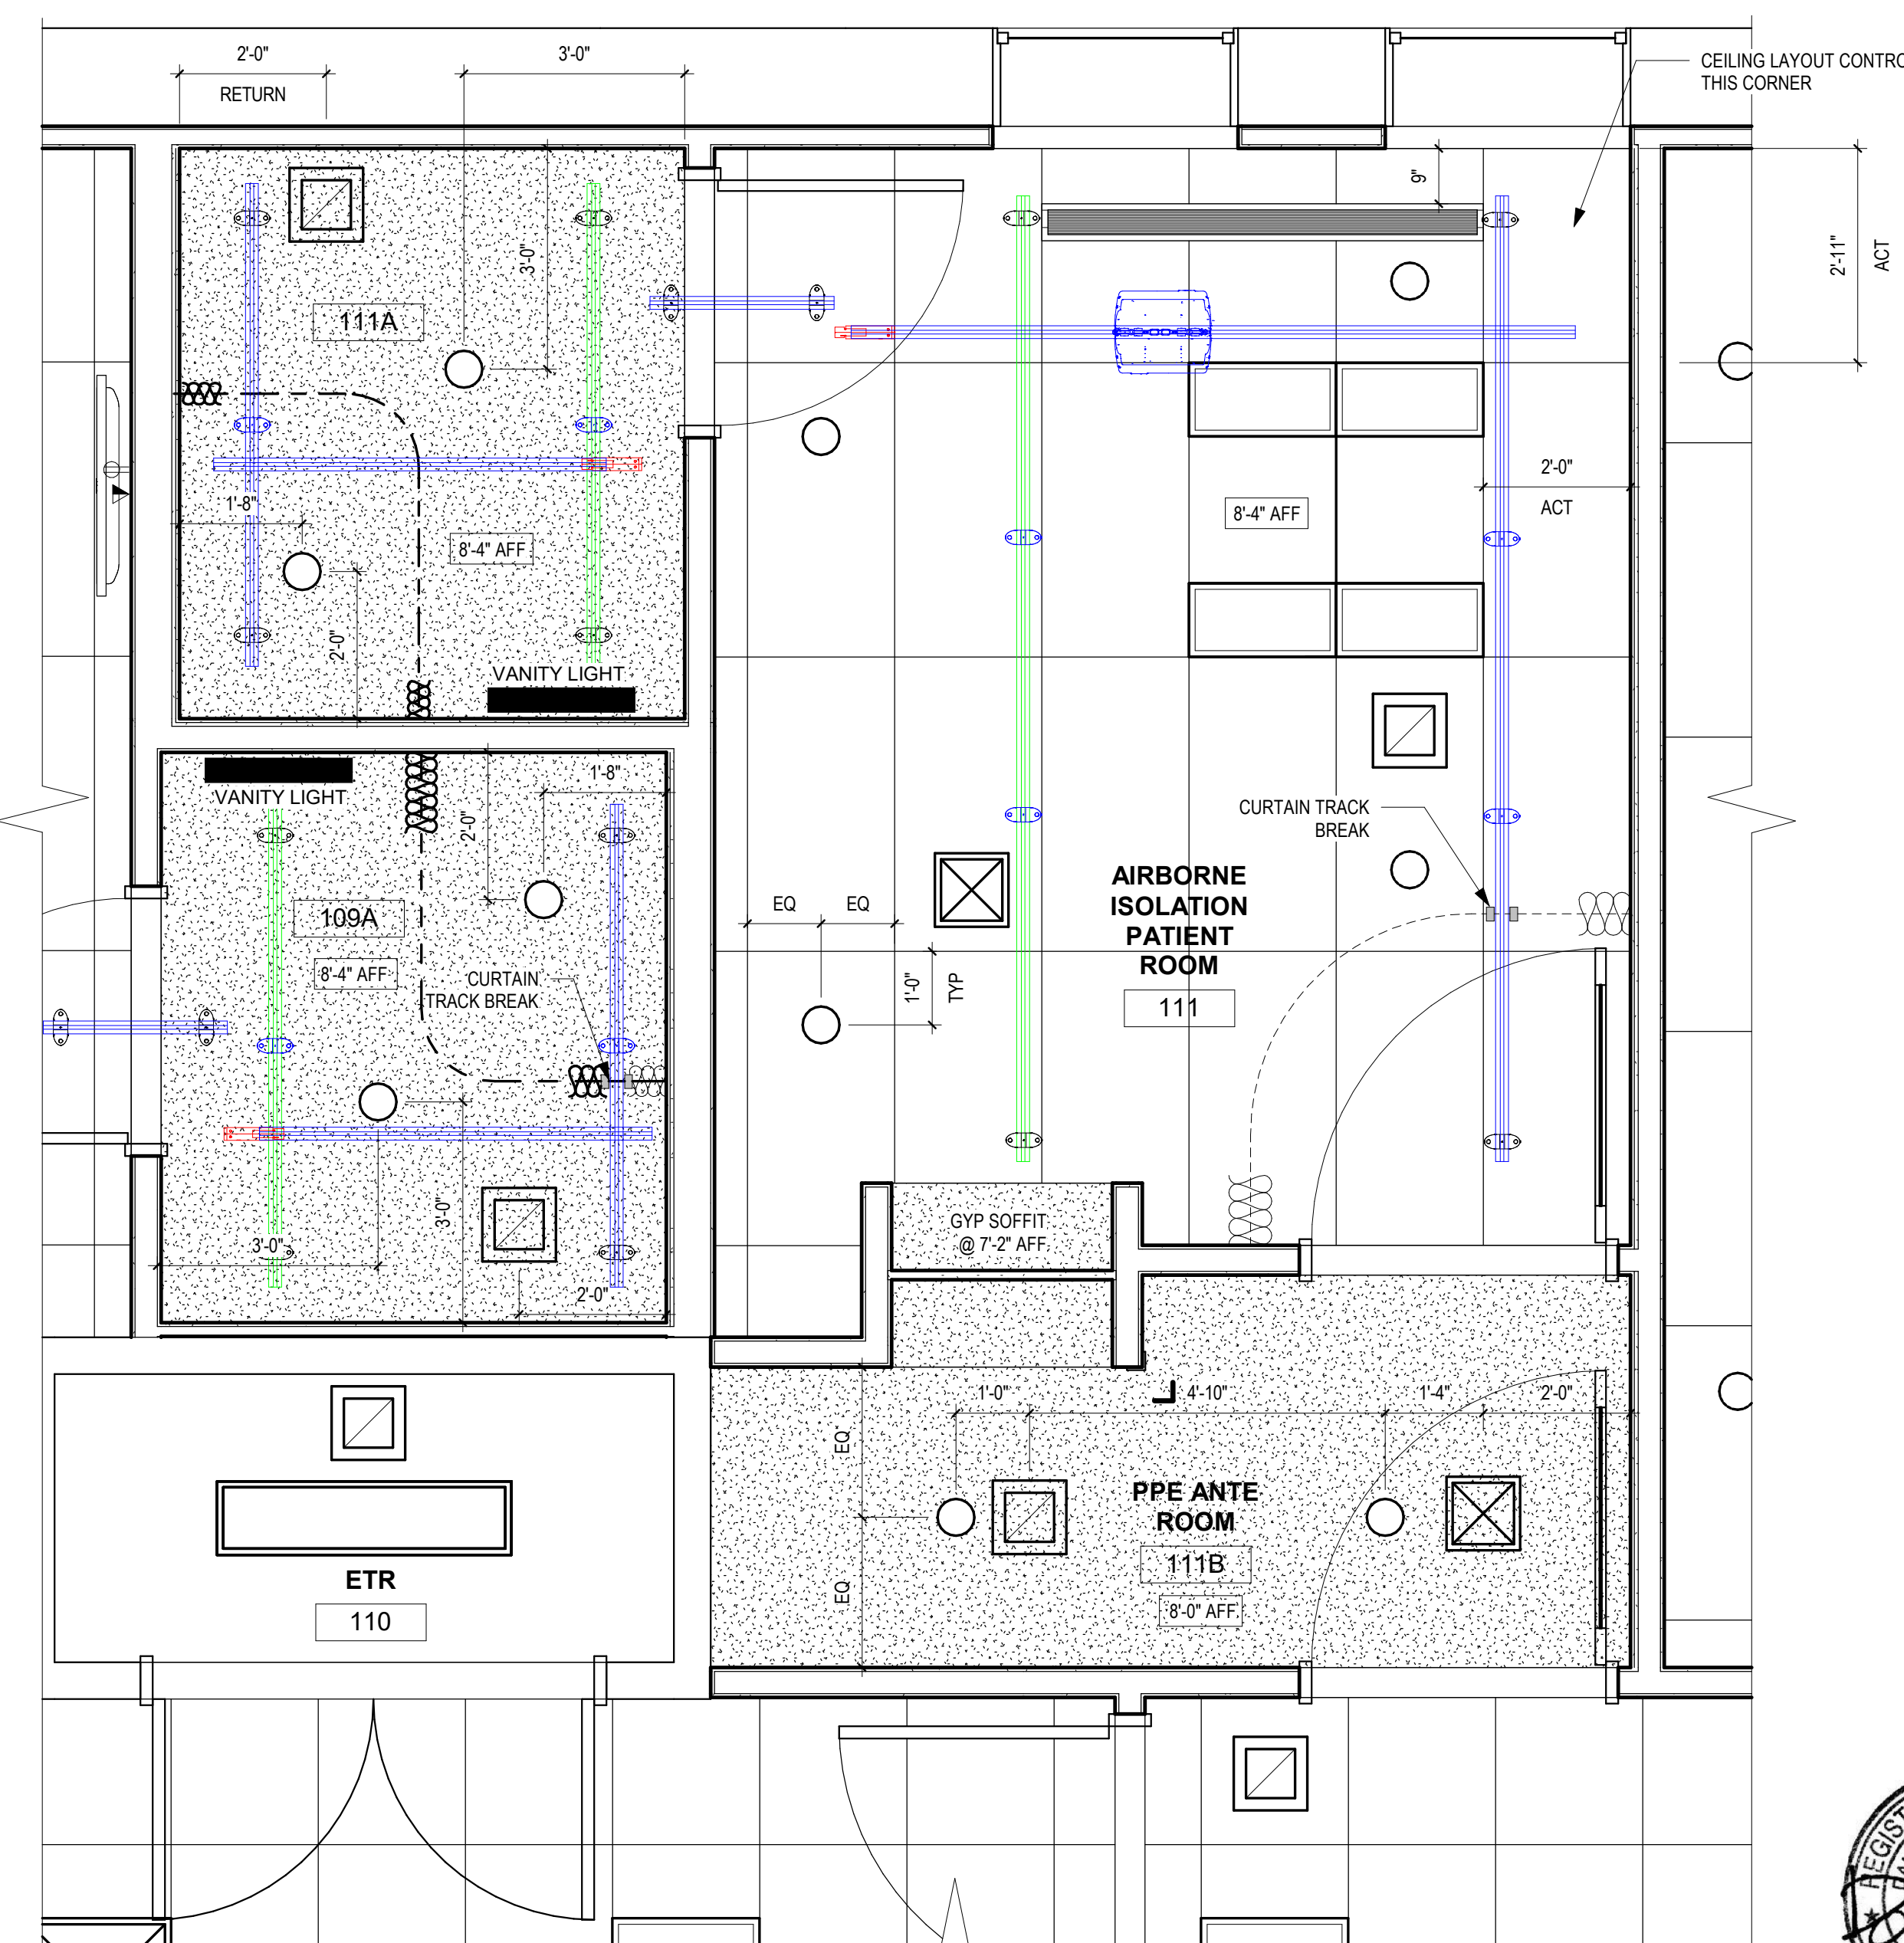 2'-0"
RETURN
3'-0"
CEILING LAYOUT CONTRO
THIS CORNER
9"
2'-11"
ACT
3'-0"
111A
1'-8"
8'-4" AFF
2'-0"
VANITY LIGHT
8'-4" AFF
2'-0"
ACT
VANITY LIGHT
1'-8"
2'-0"
109A
8'-4" AFF
CURTAIN
TRACK BREAK
3'-0"
3'-0"
2'-0"
CURTAIN TRACK
BREAK
EQ
EQ
1'-0"
TYP
AIRBORNE
ISOLATION
PATIENT
ROOM
111
GYP SOFFIT
@ 7'-2" AFF
1'-0"
4'-10"
1'-4"
2'-0"
EQ
EQ
PPE ANTE
ROOM
111B
8'-0" AFF
ETR
110
REGIST